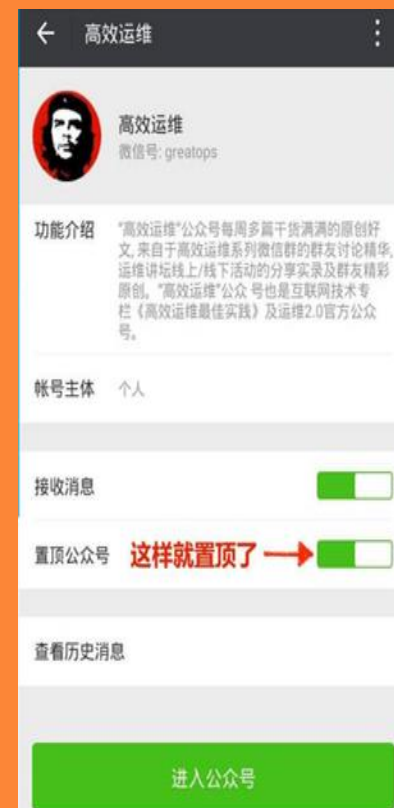 高效运维
高效运维
微信号: greatops
功能介绍
“高效运维”公众号每周多篇干货满满的原创好
文, 来自于高效运维系列微信群的群友讨论精华,
运维讲坛线上/线下活动的分享实录及群友精彩
原创。“高效运维”公众 号也是互联网技术专
栏《高效运维最佳实践》及运维2.0官方公众
号。
帐号主体 个人
接收消息
置顶公众号 这样就置顶了
查看历史消息
进入公众号